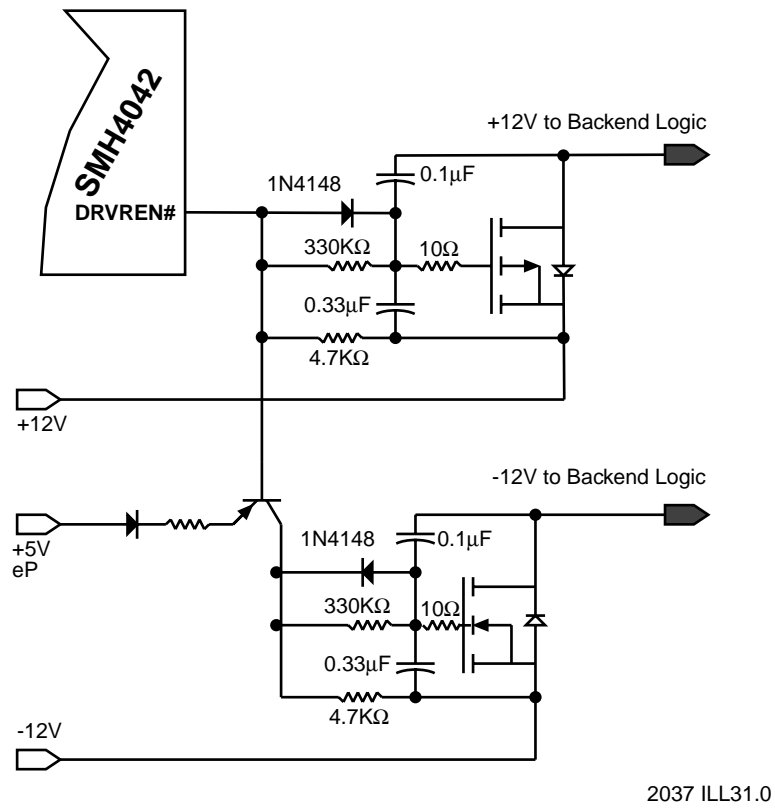 SMH4042
DRVREN#
+12V to Backend Logic
1N4148
0.1μF
330KΩ
10Ω
0.33μF
4.7KΩ
+12V
-12V to Backend Logic
+5V
eP
1N4148
0.1μF
330KΩ
10Ω
0.33μF
4.7KΩ
-12V
2037 ILL31.0